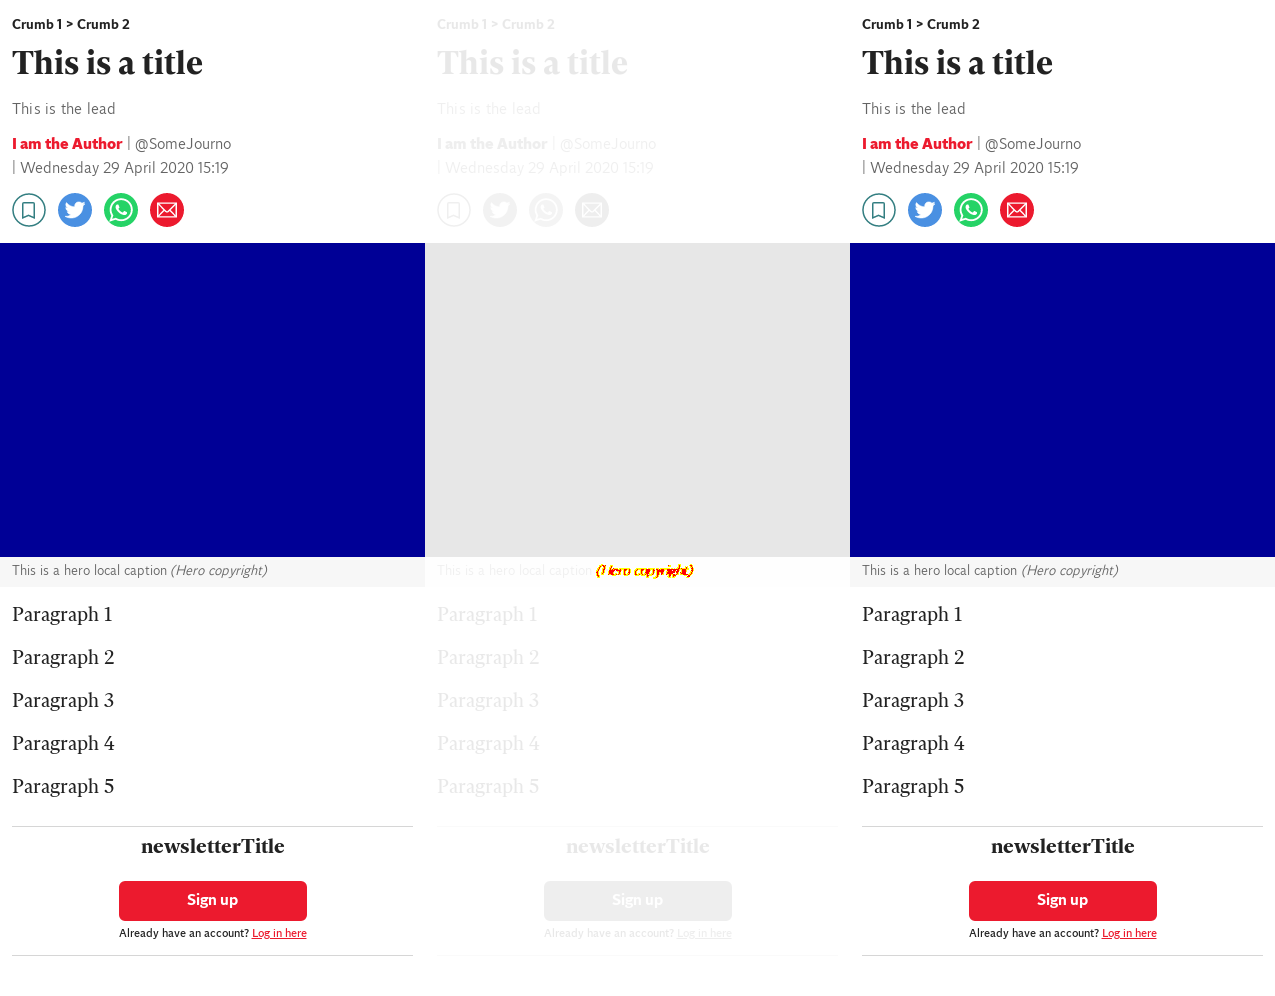 Crumb 1 > Crumb 2
This is a title
This is the lead
I am the Author | @SomeJourno
| Wednesday 29 April 2020 15:19
This is a hero local caption (Hero copyright)
Paragraph 1
Paragraph 2
Paragraph 3
Paragraph 4
Paragraph 5
newsletterTitle
Sign up
Already have an account? Log in here
Crumb 1 > Crumb 2
This is a title
This is the lead
I am the Author | @SomeJourno
| Wednesday 29 April 2020 15:19
This is a hero local caption (Hero copyright)
Paragraph 1
Paragraph 2
Paragraph 3
Paragraph 4
Paragraph 5
newsletterTitle
Sign up
Already have an account? Log in here
Crumb 1 > Crumb 2
This is a title
This is the lead
I am the Author | @SomeJourno
| Wednesday 29 April 2020 15:19
This is a hero local caption (Hero copyright)
Paragraph 1
Paragraph 2
Paragraph 3
Paragraph 4
Paragraph 5
newsletterTitle
Sign up
Already have an account? Log in here